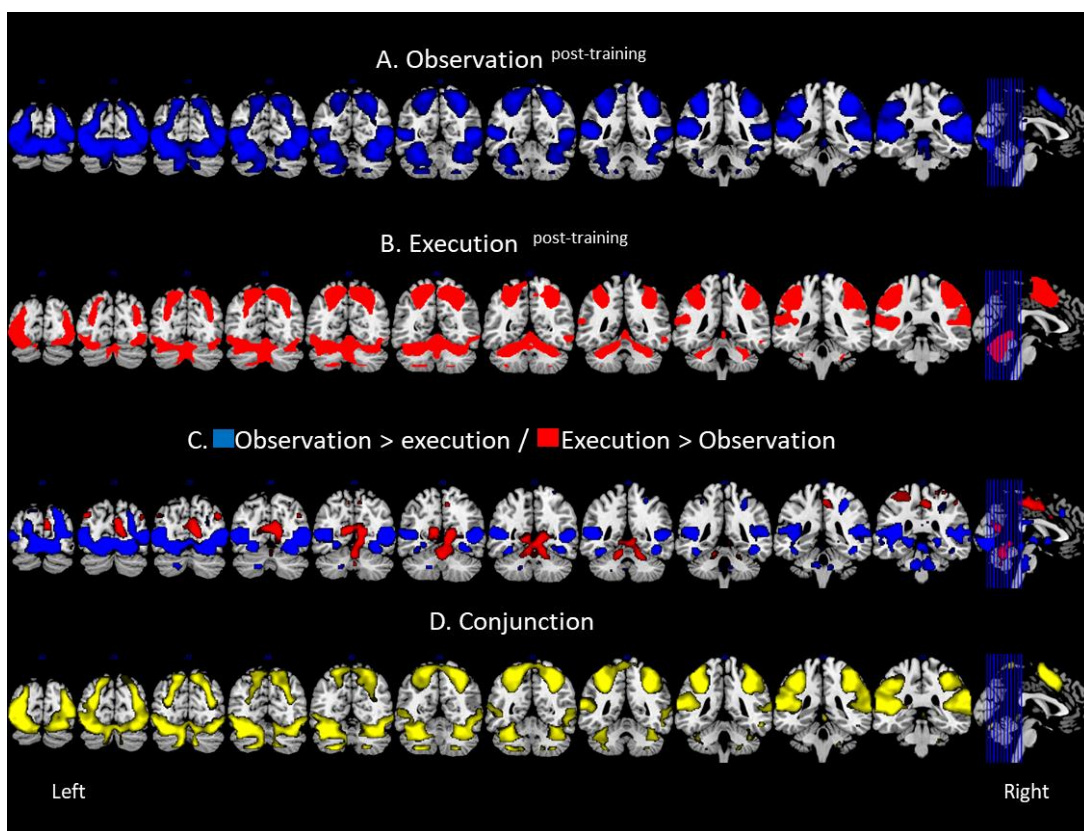 A. Observation post-training
B. Execution post-training
C. Observation > execution / Execution > Observation
D. Conjunction
Left Right